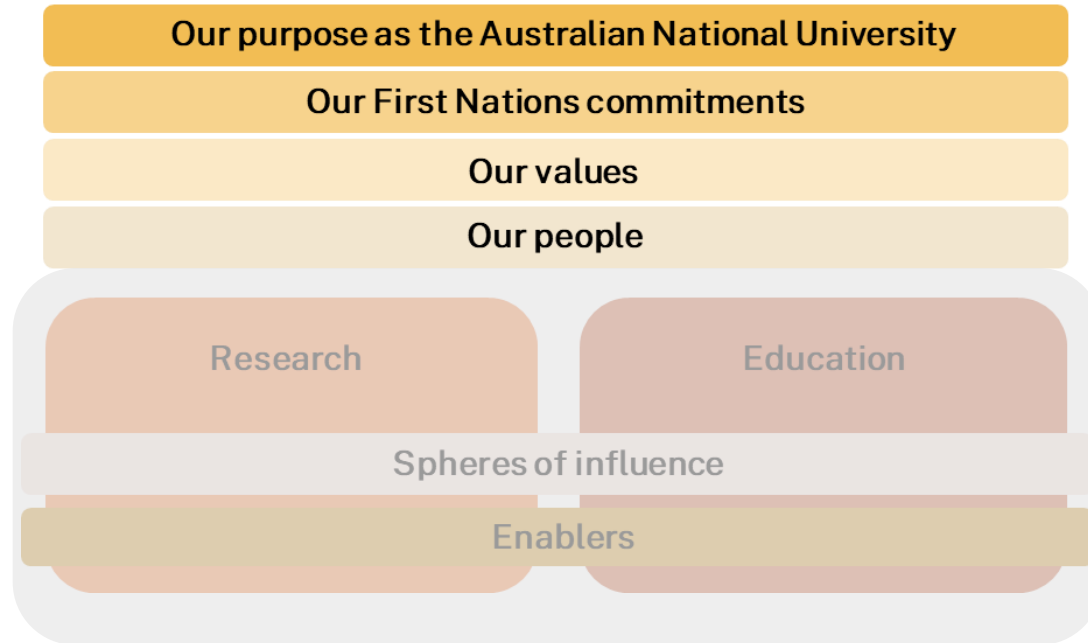 Our purpose as the Australian National University
Our First Nations commitments
Our values
Our people
Research
Education
Spheres of influence
Enablers